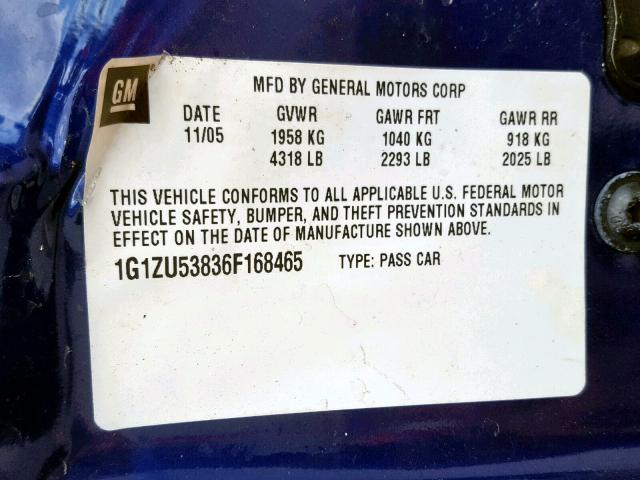 GM
MFD BY GENERAL MOTORS CORP
DATE GVWR GAWR FRT GAWR RR
11/05 1958 KG 1040 KG 918 KG
4318 LB 2293 LB 2025 LB
THIS VEHICLE CONFORMS TO ALL APPLICABLE U.S. FEDERAL MOTOR
VEHICLE SAFETY, BUMPER, AND THEFT PREVENTION STANDARDS IN
EFFECT ON THE DATE OF MANUFACTURE SHOWN ABOVE.
1G1ZU53836F168465 TYPE: PASS CAR